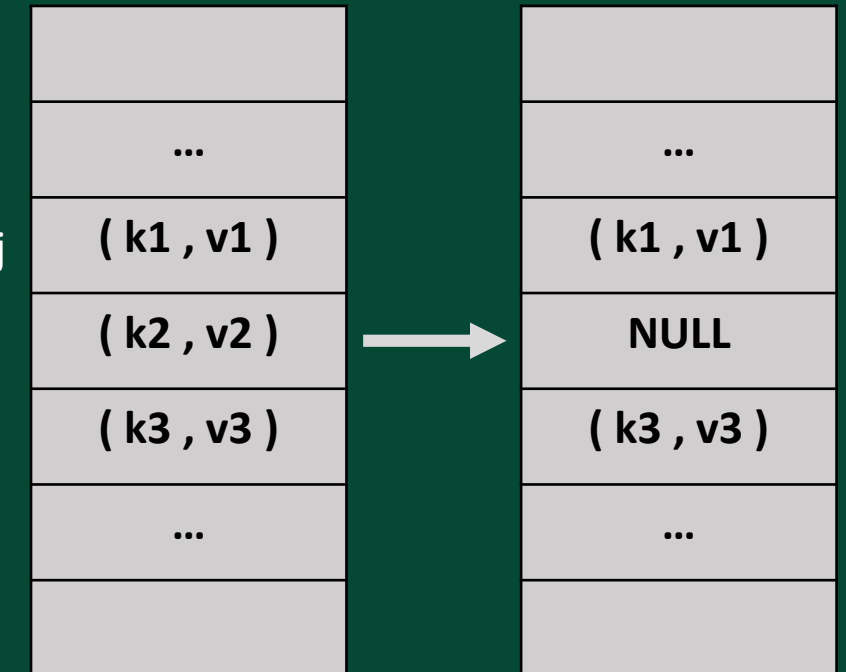 …
…
j
( k1 , v1 )
( k1 , v1 )
( k2 , v2 )
NULL
( k3 , v3 )
( k3 , v3 )
…
…